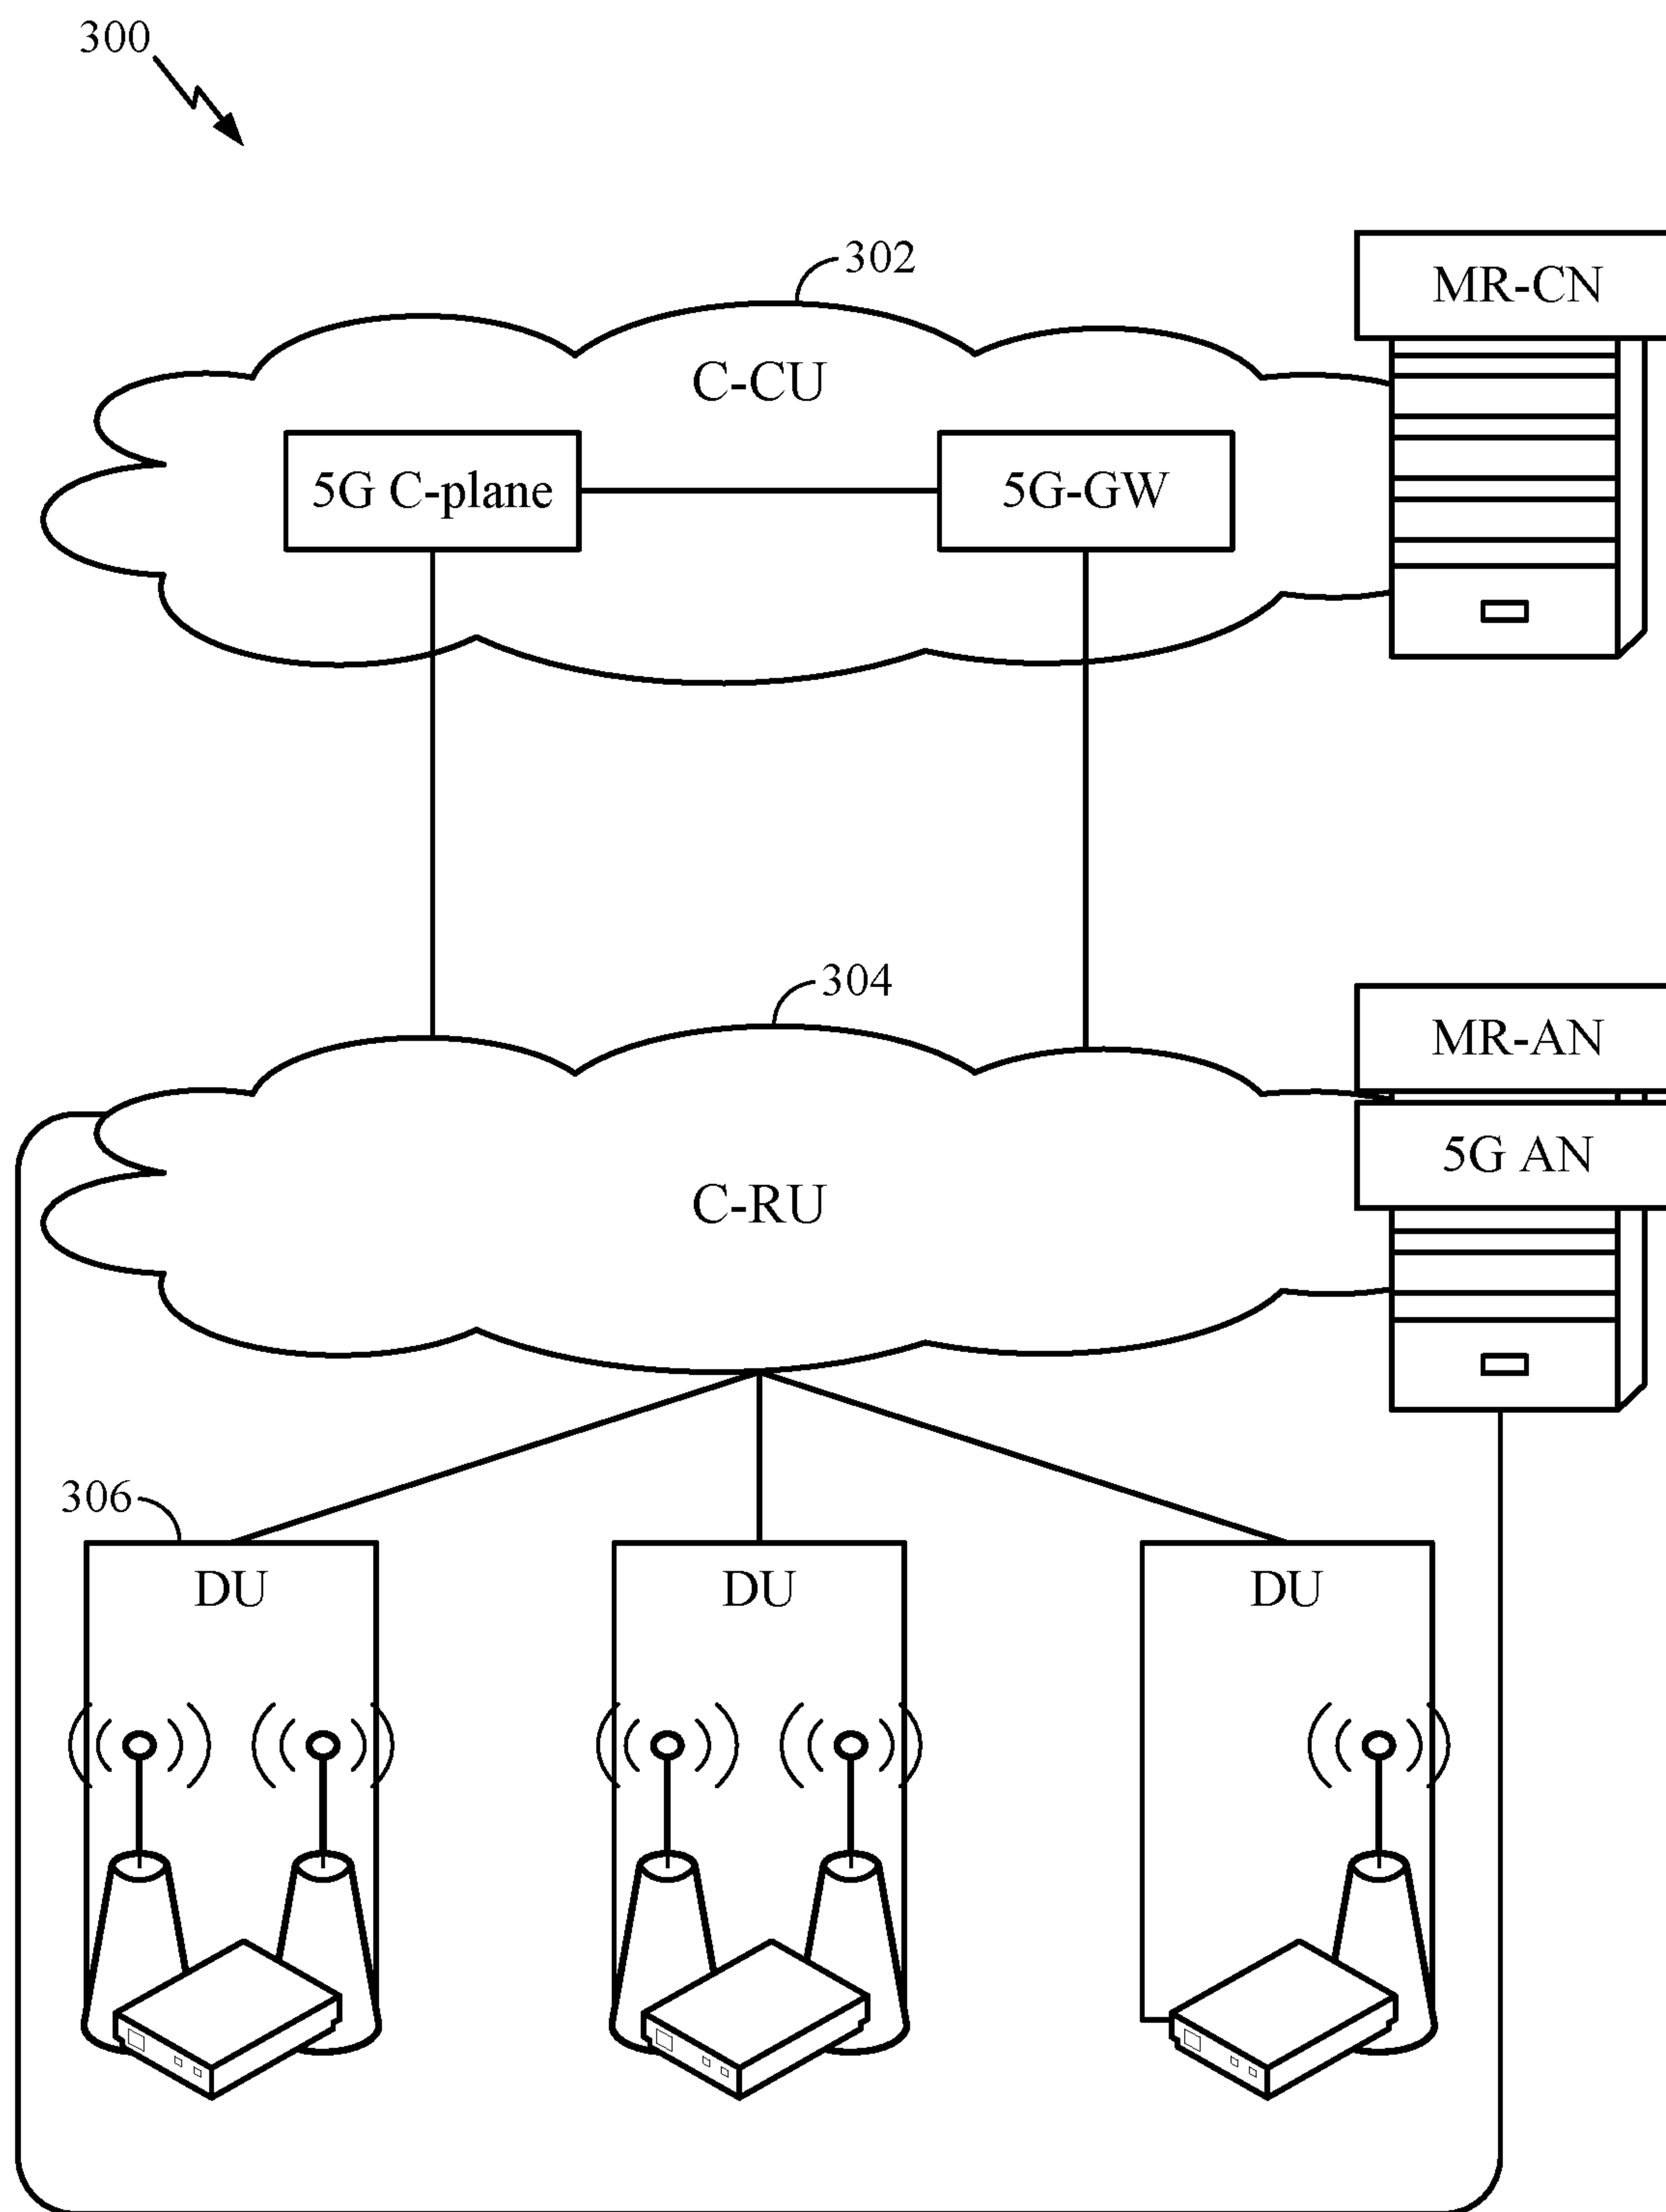 300
302
MR-CN
C-CU
5G C-plane
5G-GW
304
MR-AN
5G AN
C-RU
306
DU
DU
DU